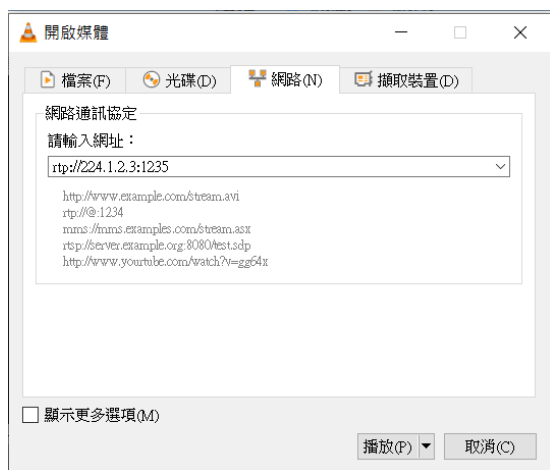 開啟媒體
檔案(F) 光碟(D) 網路(N) 擷取裝置(D)
網路通訊協定
請輸入網址：
rtp://224.1.2.3:1235
http://www.example.com/stream.avi
rtp://@:1234
mms://mms.examples.com/stream.asx
rtsp://server.example.org:8080/test.sdp
http://www.yourtube.com/watch?v=gg64x
顯示更多選項(M)
播放(P) 取消(C)